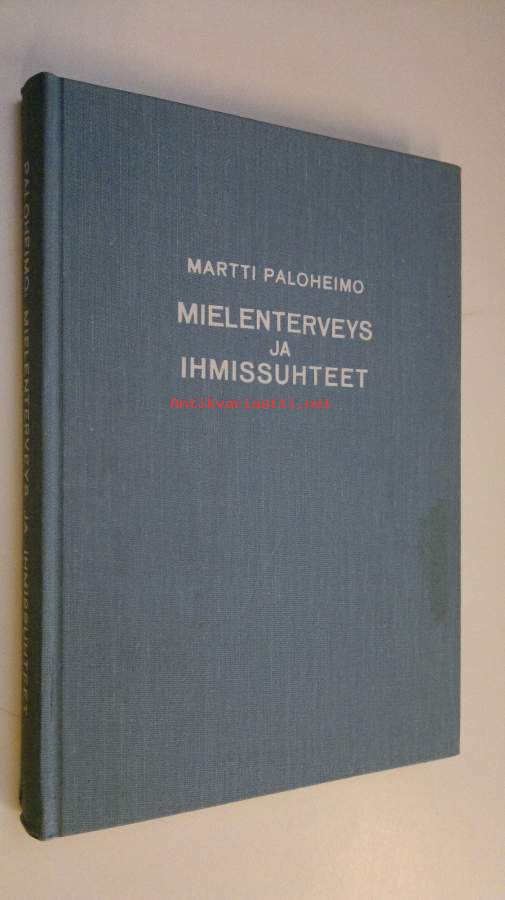 MARTTI PALOHEIMO
MIELENTERVEYS
JA
IHMISSUHTEET
Antikvariaatti.net
PALOHEIMO: MIELENTERVEYS JA IHMISSUHTEET